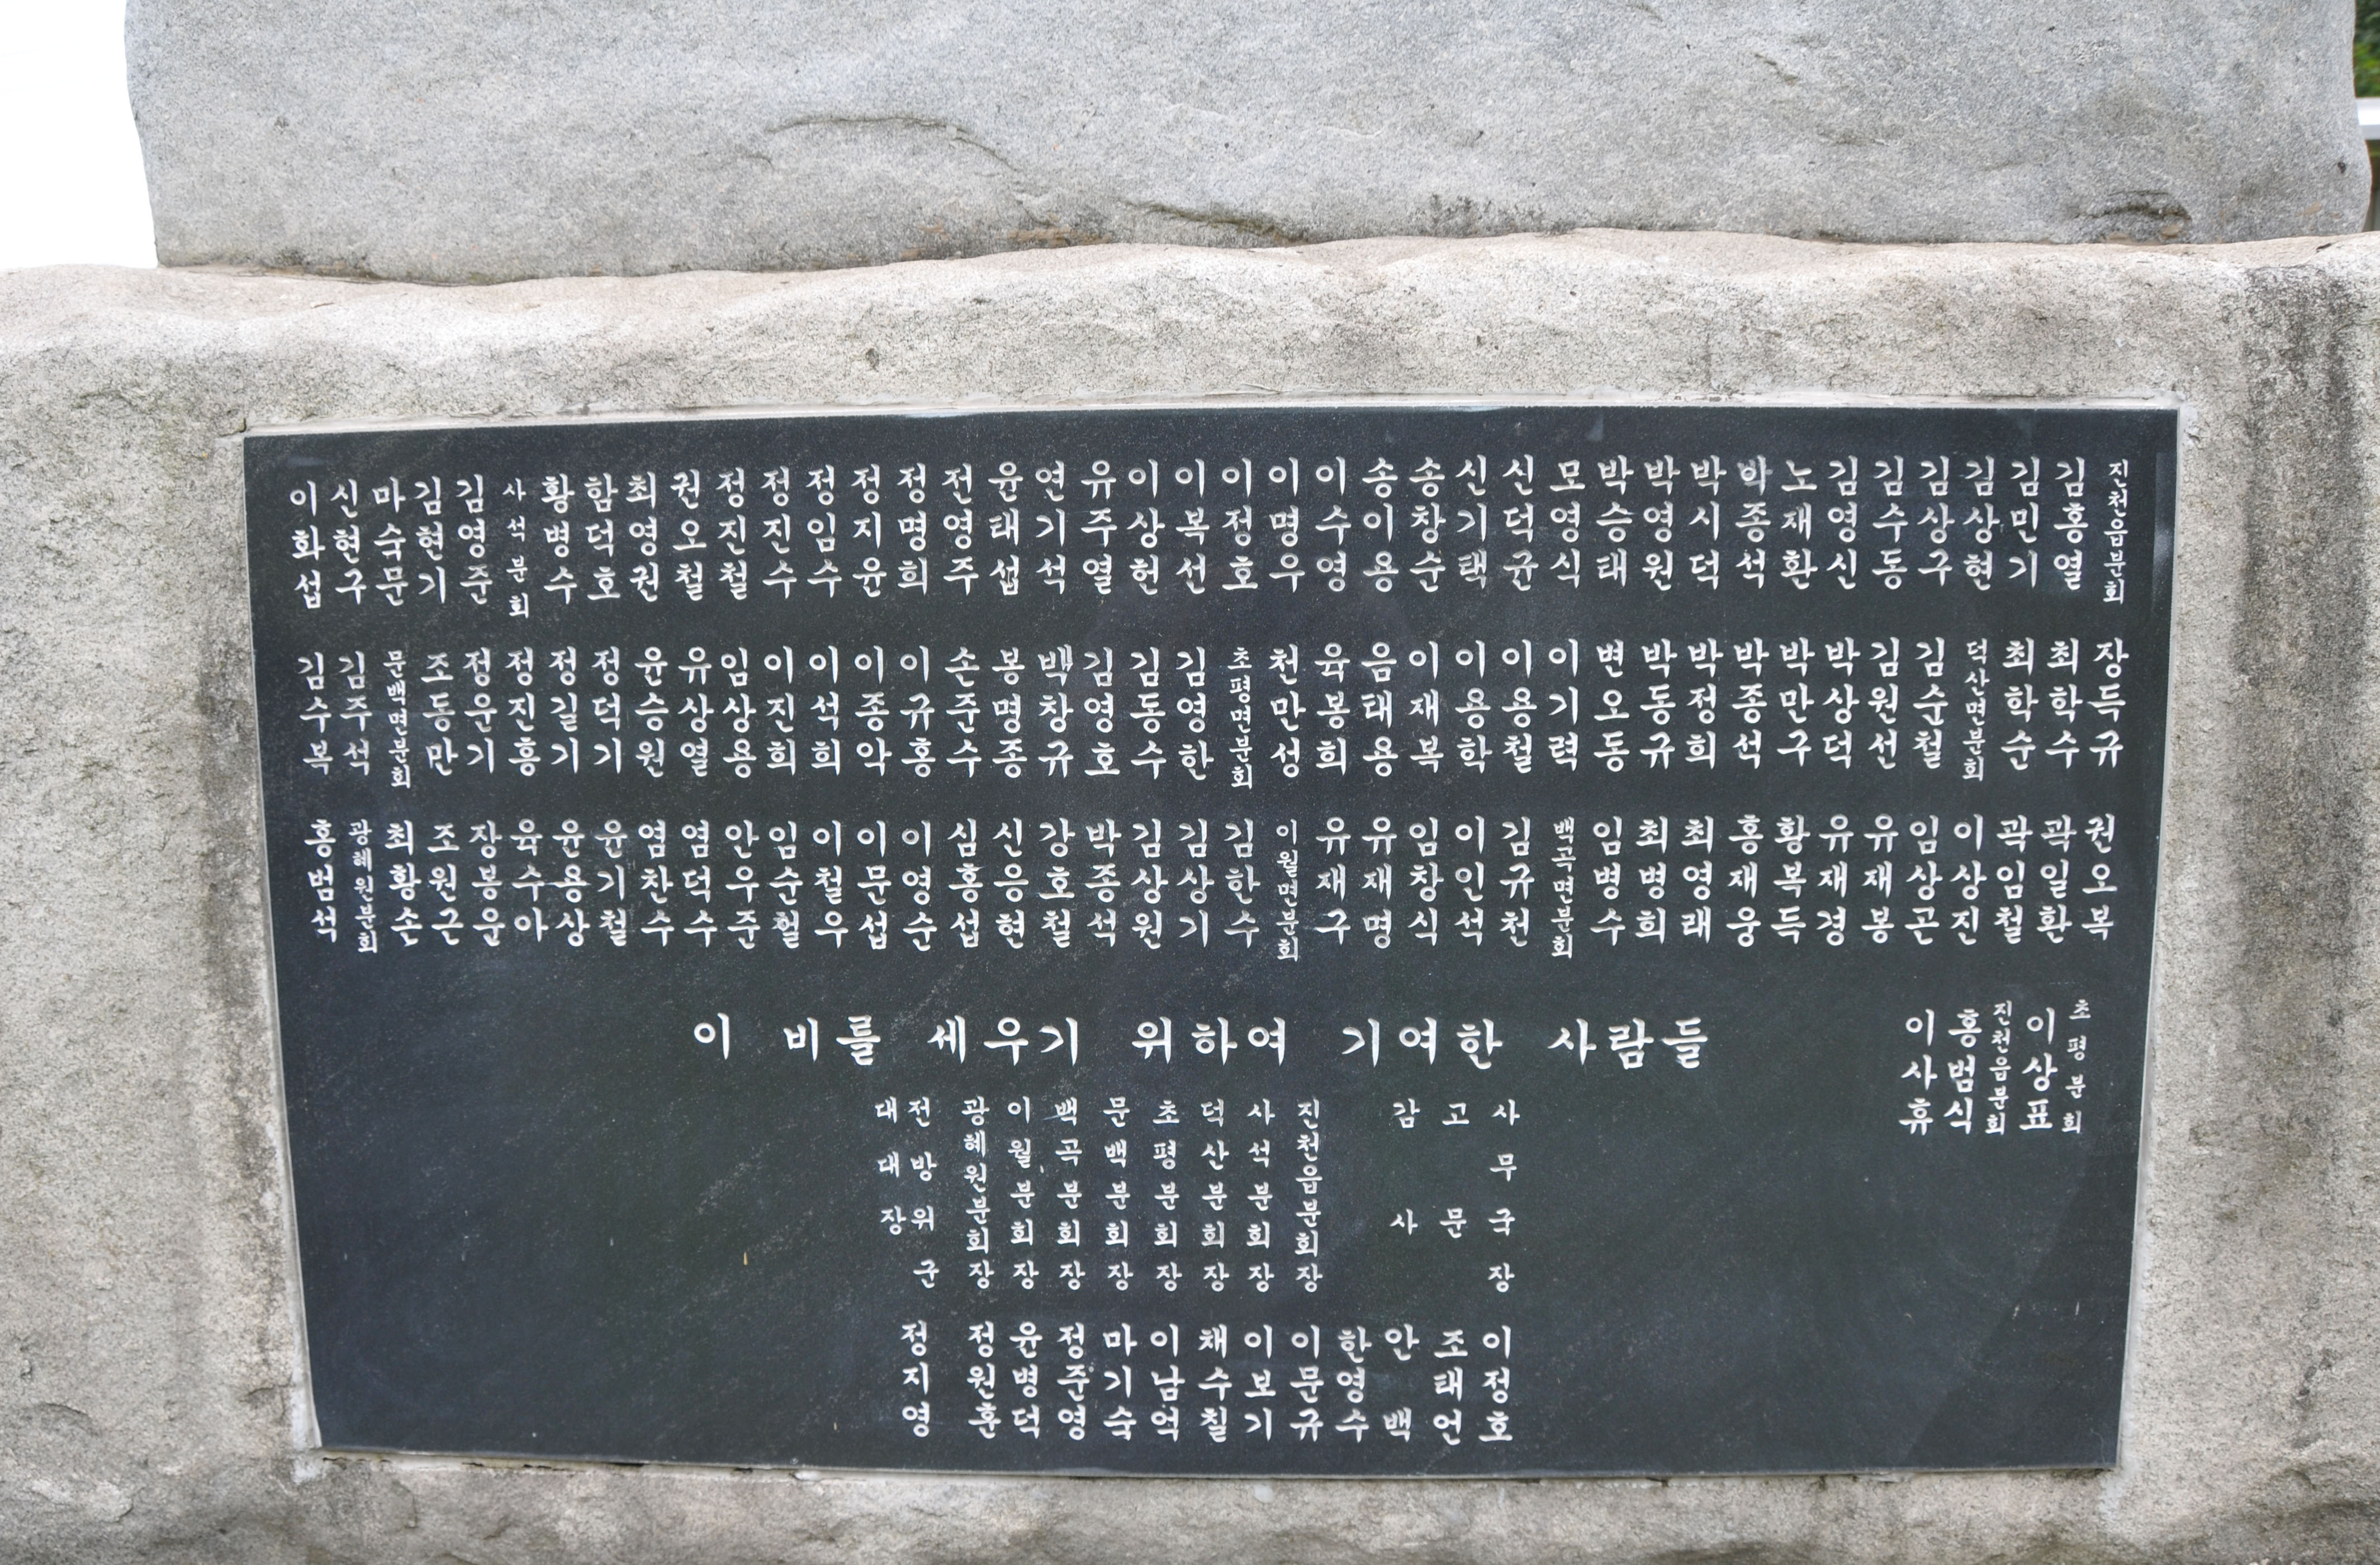 진천읍분회
김홍열
김민기
김상현
김상구
김수동
김영신
노재환
박종석
박시덕
박영원
박승태
모영식
신덕균
신기택
송창순
송이용
이수영
이명우
이정호
이복선
이상헌
유주열
연기석
윤태섭
전영주
정명희
정지윤
정임수
정진수
정진철
권오철
최영권
함덕호
황병수
사석분회
김영준
김현기
마숙문
신현구
이화섭
장득규
최학수
최학순
덕산면분회
김순철
김원선
박상덕
박만구
박종석
박정희
박동규
변오동
이기력
이용철
이용학
이재복
음태용
육봉희
천만성
초평면분회
김영한
김동수
김영호
백창규
봉명종
손준수
이규홍
이종악
이석희
이진희
임상용
유상열
윤승원
정덕기
정길기
정진흥
정운기
조동만
문백면분회
김주석
김수복
권오복
곽일환
곽임철
이상진
임상곤
유재봉
유재경
황복득
홍재웅
최영래
최병희
임병수
백곡면분회
김규천
이인석
임창식
유재명
유재구
이월면분회
김한수
김상기
김상원
박종석
강호철
신응현
심홍섭
이영순
이문섭
이철우
임순철
안우준
염덕수
염찬수
윤기철
윤용상
육수아
장봉운
조원근
최황손
광혜원분회
홍범석
초평분회
이상표
진천읍분회
홍범식
이사휴
이 비를 세우기 위하여 기여한 사람들
사무국장 이정호
고문 조태언
감사 안백
한영수
진천읍분회장 이문규
사석분회장 이보기
덕산분회장 채수칠
초평분회장 이남억
문백분회장 마기숙
백곡분회장 정준영
이월분회장 윤병덕
광혜원분회장 정원훈
전방위군
대대장 정지영